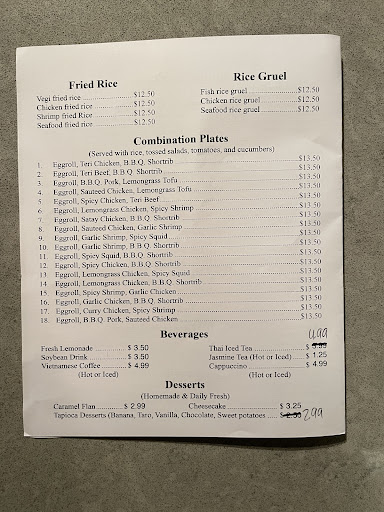 Fried Rice
Vegi fried rice $12.50
Chicken fried rice $12.50
Shrimp fried Rice $12.50
Seafood fried rice $12.50
Rice Gruel
Fish rice gruel $12.50
Chicken rice gruel $12.50
Seafood rice gruel $12.50
Combination Plates
(Served with rice, tossed salads, tomatoes, and cucumbers)
1. Eggroll, Teri Chicken, B.B.Q. Shortrib $13.50
2. Eggroll, Teri Beef, B.B.Q. Shortrib $13.50
3. Eggroll, B.B.Q. Pork, Lemongrass Tofu $13.50
4. Eggroll, Sauteed Chicken, Lemongrass Tofu $13.50
5. Eggroll, Spicy Chicken, Teri Beef $13.50
6. Eggroll, Lemongrass Chicken, Spicy Shrimp $13.50
7. Eggroll, Satay Chicken, B.B.Q. Shortrib $13.50
8. Eggroll, Sauteed Chicken, Garlic Shrimp $13.50
9. Eggroll, Garlic Shrimp, Spicy Squid $13.50
10. Eggroll, Garlic Shrimp, B.B.Q. Shortrib $13.50
11. Eggroll, Spicy Squid, B.B.Q. Shortrib $13.50
12. Eggroll, Spicy Chicken, B.B.Q. Shortrib $13.50
13. Eggroll, Lemongrass Chicken, Spicy Squid $13.50
14. Eggroll, Lemongrass Chicken, B.B.Q. Shortrib $13.50
15. Eggroll, Spicy Shrimp, Garlic Chicken $13.50
16. Eggroll, Garlic Chicken, B.B.Q. Shortrib $13.50
17. Eggroll, Curry Chicken, Spicy Shrimp $13.50
18. Eggroll, B.B.Q. Pork, Sauteed Chicken $13.50
Beverages
Fresh Lemonade $ 3.50
Soybean Drink $ 3.50
Vietnamese Coffee $ 4.99
(Hot or Iced)
4.99
Thai Iced Tea $
Jasmine Tea (Hot or Iced) $ 1.25
Cappuccino $ 4.99
(Hot or Iced)
Desserts
(Homemade & Daily Fresh)
Caramel Flan $ 2.99 Cheesecake $ 3.25
Tapioca Desserts (Banana, Taro, Vanilla, Chocolate, Sweet potatoes $ 2.50 2.99